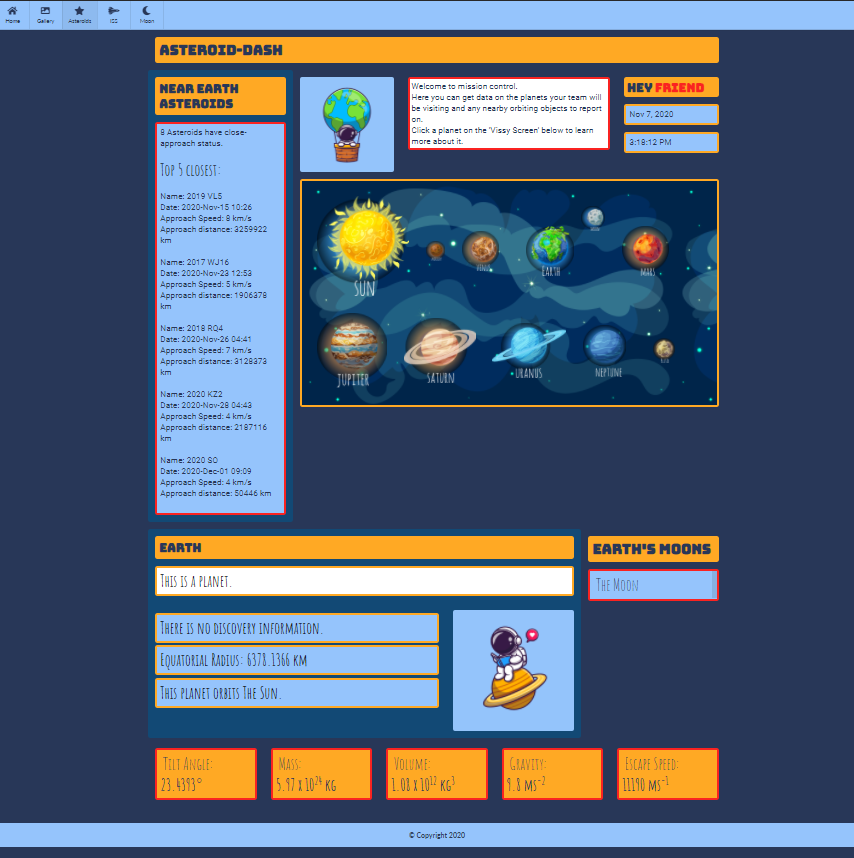 Home
Gallery
Asteroids
ISS
Moon
ASTEROID-DASH
NEAR EARTH
ASTEROIDS
8 Asteroids have close-
approach status.
Top 5 closest:
Name: 2019 VL5
Date: 2020-Nov-15 10:26
Approach Speed: 8 km/s
Approach distance: 3259922
km
Name: 2017 WJ16
Date: 2020-Nov-23 12:53
Approach Speed: 5 km/s
Approach distance: 1906378
km
Name: 2018 RQ4
Date: 2020-Nov-26 04:41
Approach Speed: 7 km/s
Approach distance: 3128373
km
Name: 2020 KZ2
Date: 2020-Nov-28 04:43
Approach Speed: 4 km/s
Approach distance: 2187116
km
Name: 2020 SO
Date: 2020-Dec-01 09:09
Approach Speed: 4 km/s
Approach distance: 50446 km
Welcome to mission control.
Here you can get data on the planets your team will
be visiting and any nearby orbiting objects to report
on.
Click a planet on the 'Vissy Screen' below to learn
more about it.
HEY FRIEND
Nov 7, 2020
3:18:12 PM
SUN
VENUS
EARTH
MARS
JUPITER
SATURN
URANUS
NEPTUNE
EARTH
This is a planet.
There is no discovery information.
Equatorial Radius: 6378.1366 km
This planet orbits The Sun.
EARTH'S MOONS
The Moon
Tilt Angle:
23.4393°
Mass:
5.97 x 10²⁴ kg
Volume:
1.08 x 10¹² kg³
Gravity:
9.8 ms⁻²
Escape Speed:
11190 ms⁻¹
© Copyright 2020